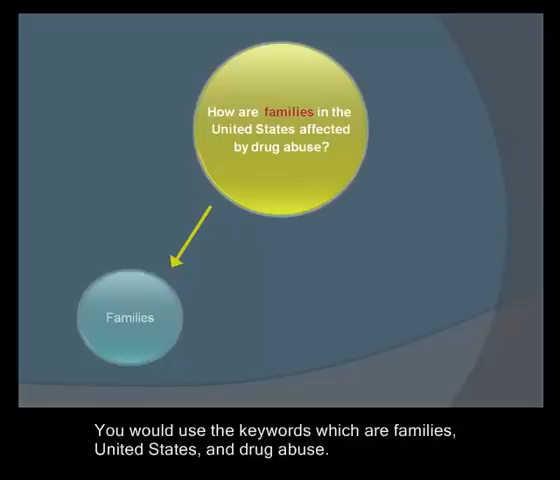 How are families in the
United States affected
by drug abuse?
Families
You would use the keywords which are families,
United States, and drug abuse.